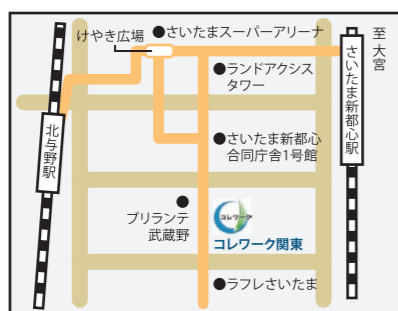 けやき広場
●さいたまスーパーアリーナ
至 大宮
さいたま新都心駅
●ランドアクシス
タワー
北与野駅
●さいたま新都心
合同庁舎1号館
●
ブリランテ
武蔵野
コレワーク
コレワーク関東
●ラフレさいたま